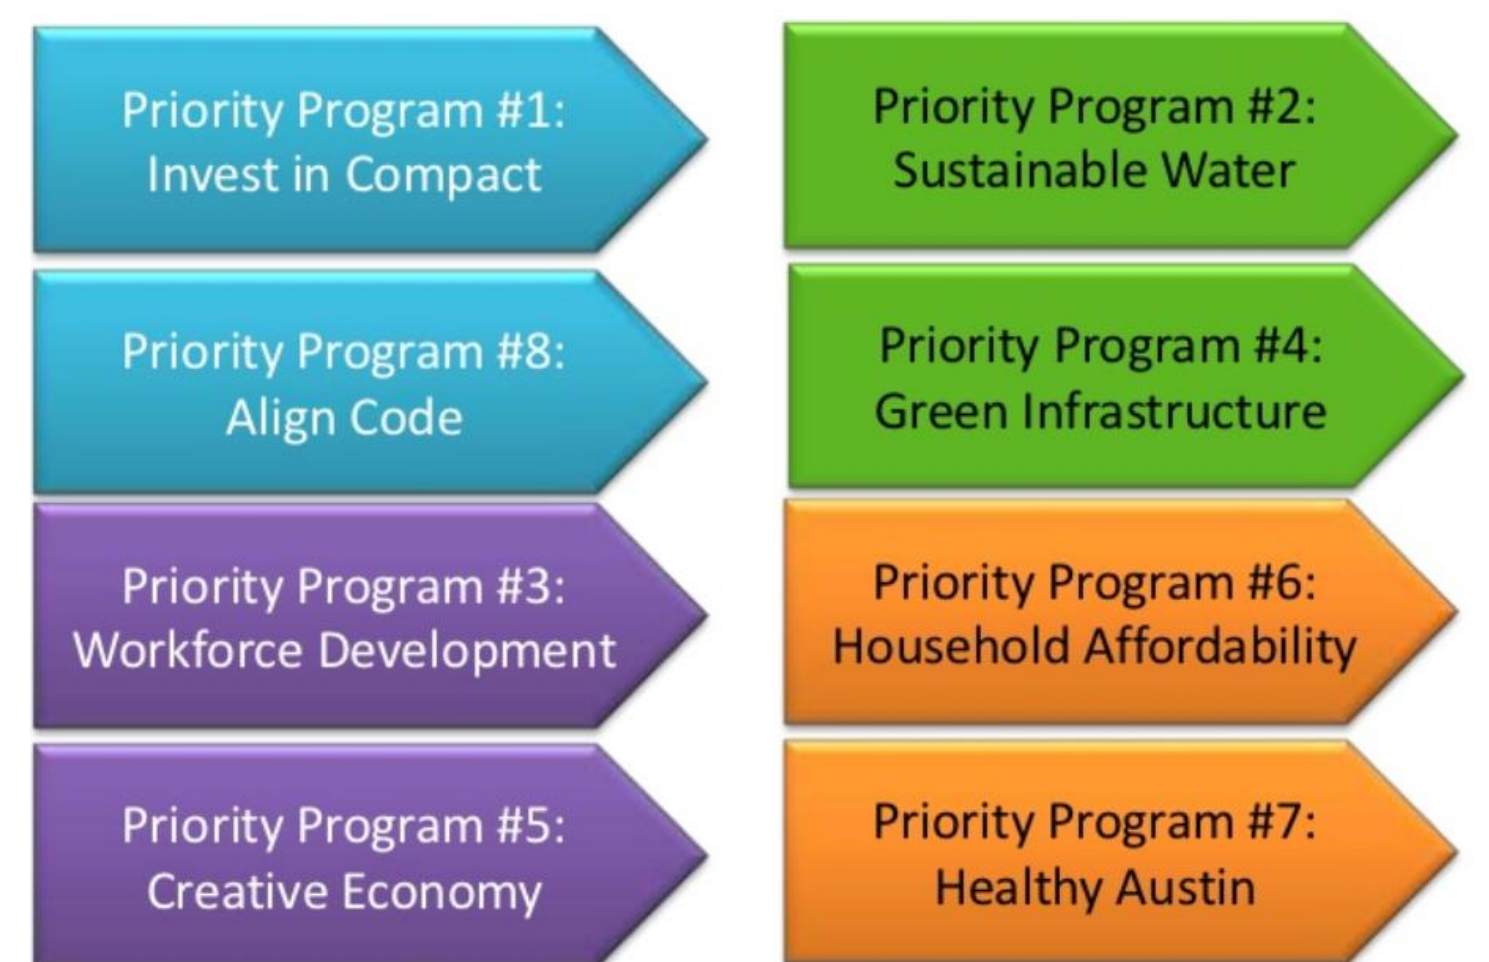 Priority Program #1:
Invest in Compact
Priority Program #2:
Sustainable Water
Priority Program #8:
Align Code
Priority Program #4:
Green Infrastructure
Priority Program #3:
Workforce Development
Priority Program #6:
Household Affordability
Priority Program #5:
Creative Economy
Priority Program #7:
Healthy Austin